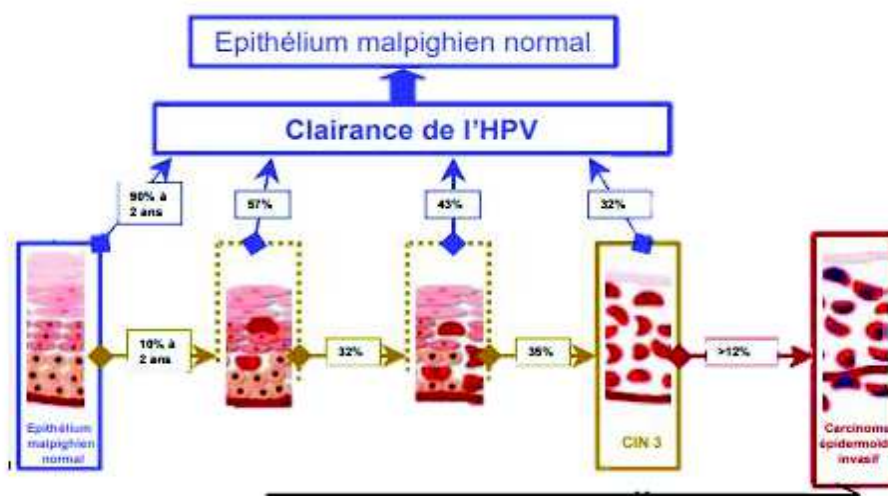 Epithélium malpighien normal
Clairance de l'HPV
90% à
2 ans
57%
43%
32%
10% à
2 ans
32%
35%
>12%
Epithélium
malpighien
normal
CIN 3
Carcinome
épidermoïd
invasif